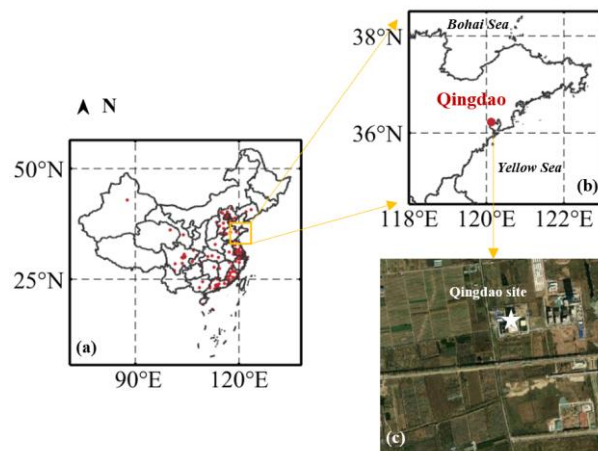 N
50°N
25°N
90°E
120°E
(a)
38°N
36°N
118°E
120°E
122°E
Bohai Sea
Qingdao
Yellow Sea
(b)
Qingdao site
(c)